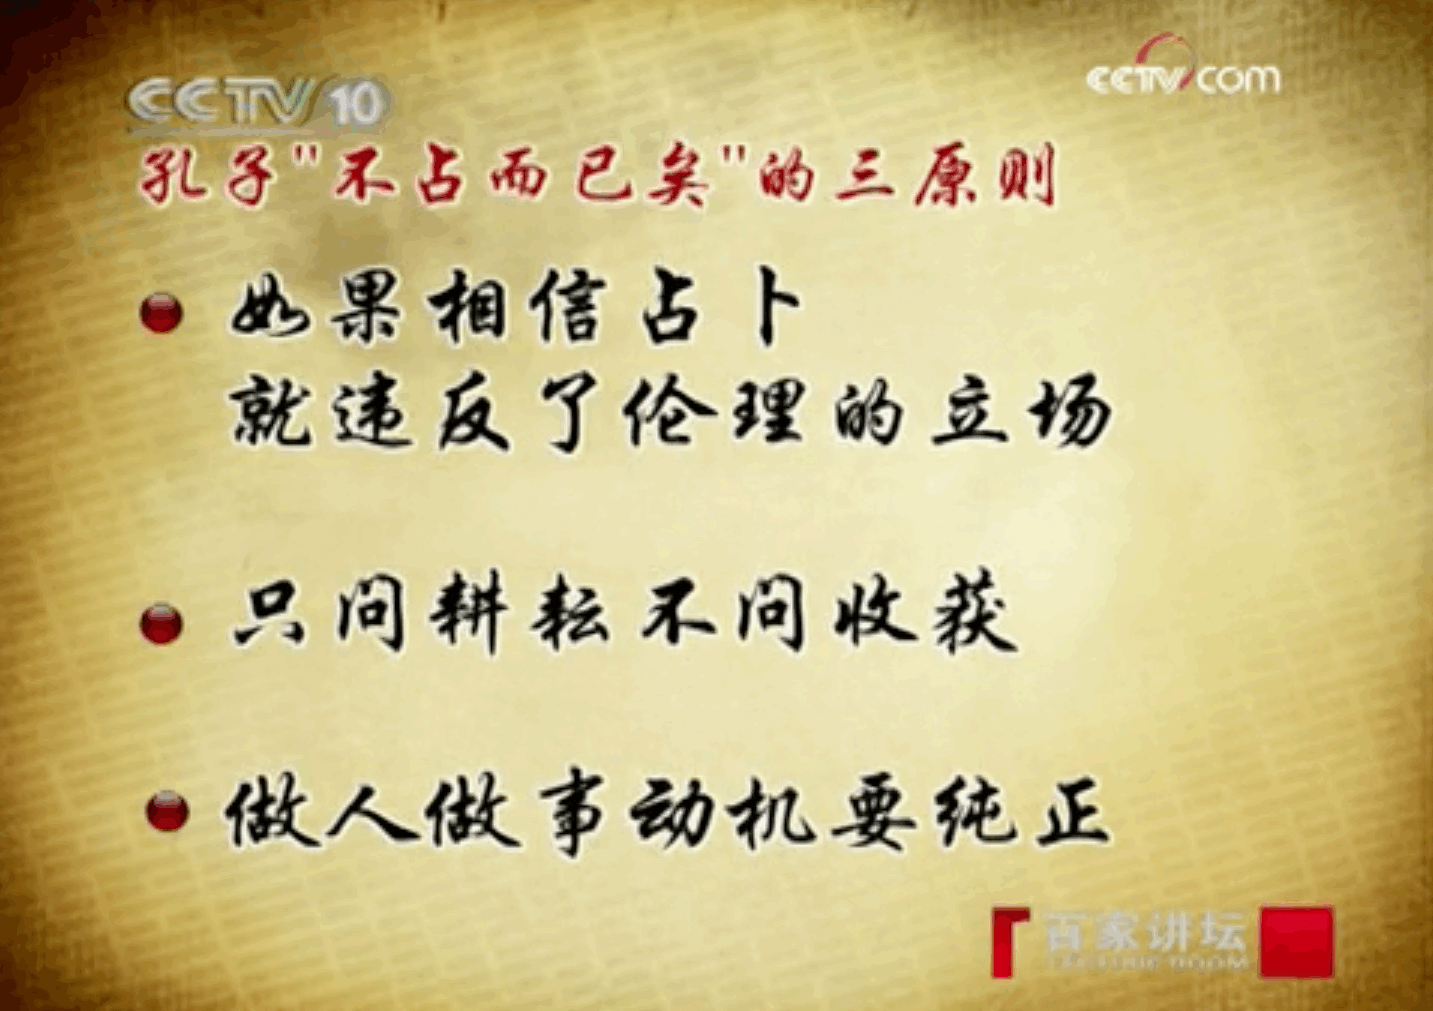 CCTV 10
CCTV.com
孔子"不占而已矣"的三原则
如果相信占卜
就违反了伦理的立场
只问耕耘不问收获
做人做事动机要纯正
百家讲坛
LECTURE ROOM